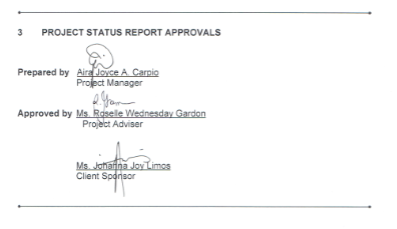 3 PROJECT STATUS REPORT APPROVALS
Prepared by Aira Joyce A. Carpio
Project Manager
Approved by Ms. Roselle Wednesday Gardon
Project Adviser
Ms. Johanna Joy Limos
Client Sponsor